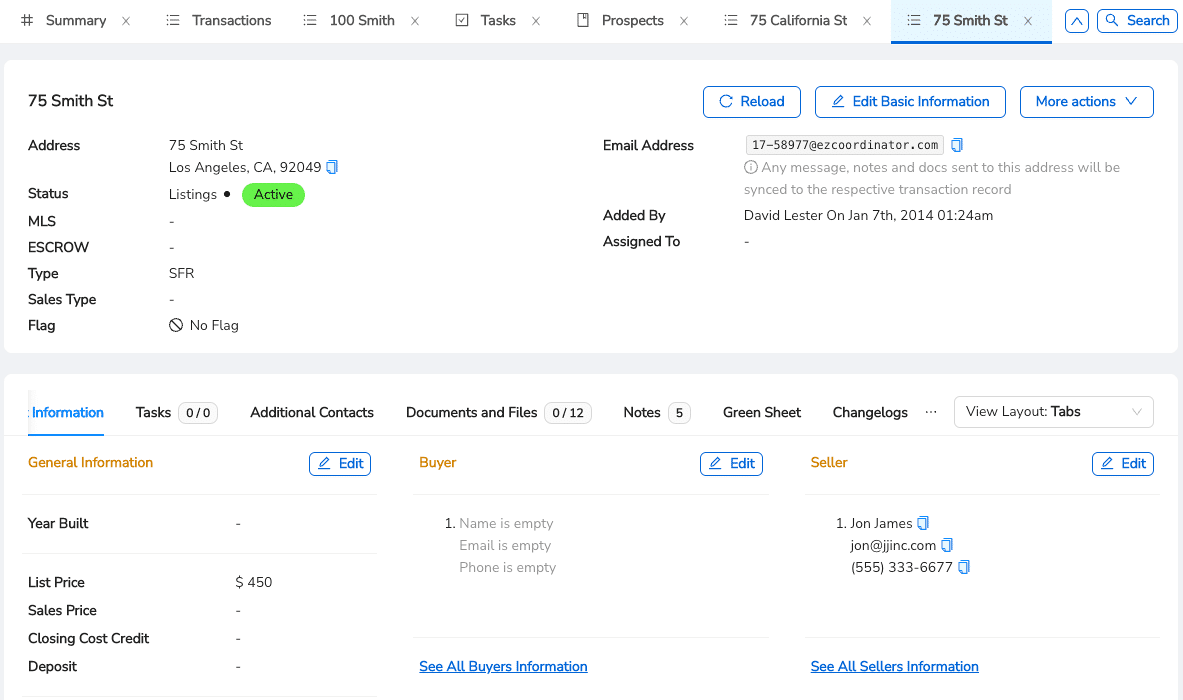 Summary
Transactions
100 Smith
Tasks
Prospects
75 California St
75 Smith St
Search
75 Smith St
Reload
Edit Basic Information
More actions
Address
75 Smith St
Los Angeles, CA, 92049
Status
Listings • Active
MLS
-
ESCROW
-
Type
SFR
Sales Type
-
Flag
No Flag
Email Address
17-58977@ezcoordinator.com
Any message, notes and docs sent to this address will be
synced to the respective transaction record
Added By
David Lester On Jan 7th, 2014 01:24am
Assigned To
-
Information
Tasks 0 / 0
Additional Contacts
Documents and Files 0 / 12
Notes 5
Green Sheet
Changelogs
...
View Layout: Tabs
General Information
Edit
Year Built
-
List Price
$ 450
Sales Price
-
Closing Cost Credit
-
Deposit
-
Buyer
Edit
1. Name is empty
Email is empty
Phone is empty
See All Buyers Information
Seller
Edit
1. Jon James
jon@jjinc.com
(555) 333-6677
See All Sellers Information